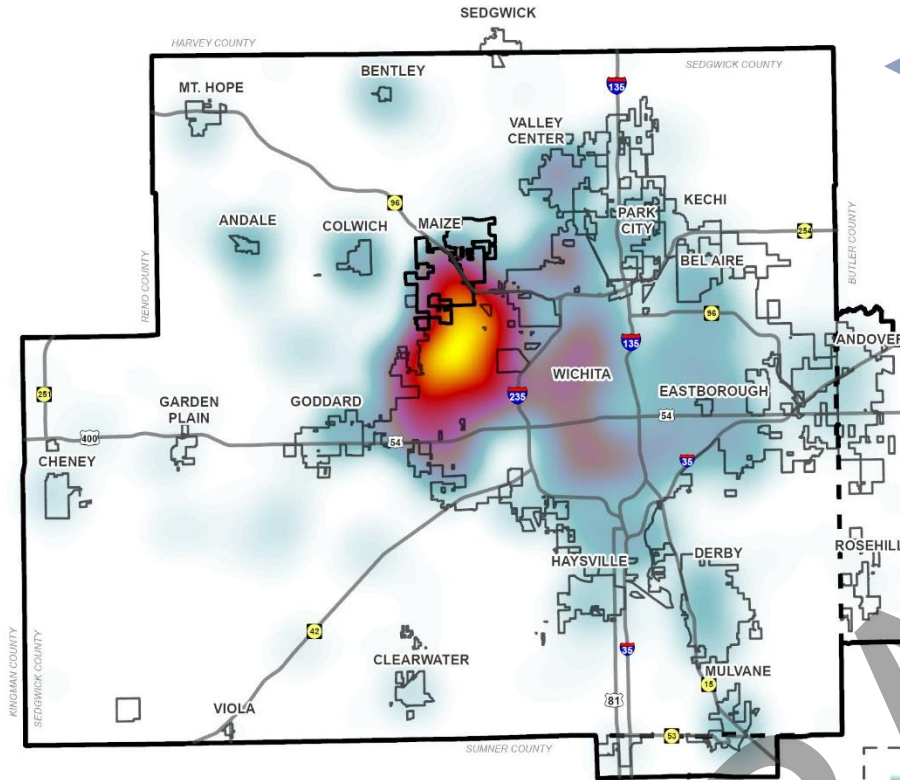 SEDGWICK
HARVEY COUNTY
SEDGWICK COUNTY
BENTLEY
MT. HOPE
135
VALLEY
CENTER
96
KECHI
PARK
CITY
ANDALE
COLWICH
MAIZE
254
BEL AIRE
RENO COUNTY
BUTLER COUNTY
96
135
ANDOVER
WICHITA
EASTBOROUGH
251
235
GARDEN
PLAIN
GODDARD
54
400
54
CHENEY
35
HAYSVILLE
DERBY
ROSEHILL
42
35
CLEARWATER
KINGMAN COUNTY
SEDGWICK COUNTY
MULVANE
15
81
VIOLA
53
SUMNER COUNTY